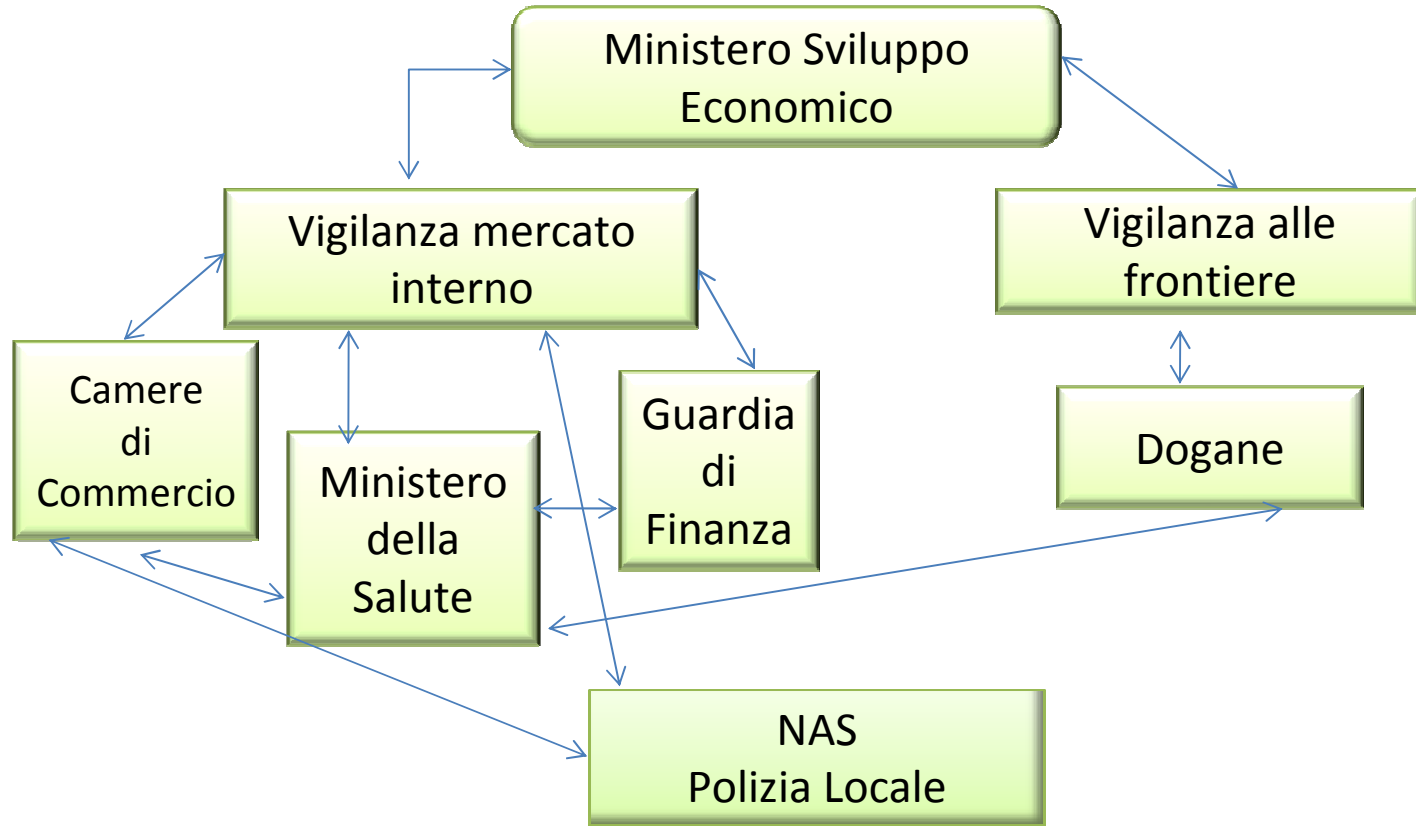 Ministero Sviluppo
Economico
Vigilanza mercato
interno
Vigilanza alle
frontiere
Camere
di
Commercio
Ministero
della
Salute
Guardia
di
Finanza
Dogane
NAS
Polizia Locale